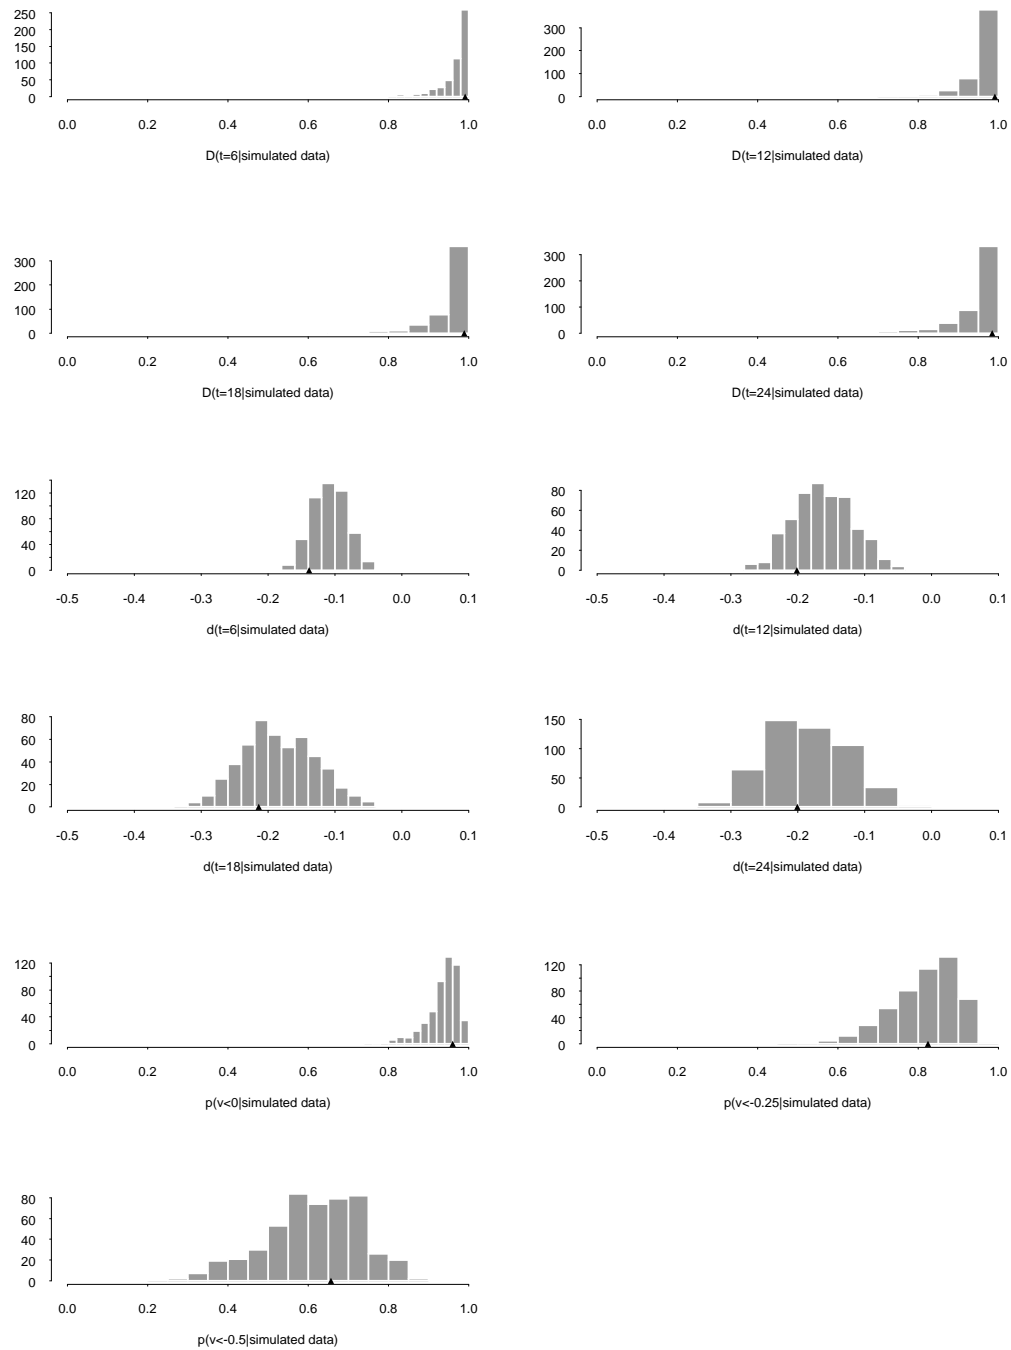 250
200
150
100
50
0
0.0 0.2 0.4 0.6 0.8 1.0
D(t=6|simulated data)
300
200
100
0
0.0 0.2 0.4 0.6 0.8 1.0
D(t=12|simulated data)
300
200
100
0
0.0 0.2 0.4 0.6 0.8 1.0
D(t=18|simulated data)
300
200
100
0
0.0 0.2 0.4 0.6 0.8 1.0
D(t=24|simulated data)
120
80
40
0
-0.5 -0.4 -0.3 -0.2 -0.1 0.0 0.1
d(t=6|simulated data)
80
60
40
20
0
-0.5 -0.4 -0.3 -0.2 -0.1 0.0 0.1
d(t=12|simulated data)
80
60
40
20
0
-0.5 -0.4 -0.3 -0.2 -0.1 0.0 0.1
d(t=18|simulated data)
150
100
50
0
-0.5 -0.4 -0.3 -0.2 -0.1 0.0 0.1
d(t=24|simulated data)
120
80
40
0
0.0 0.2 0.4 0.6 0.8 1.0
p(v<0|simulated data)
120
80
40
0
0.0 0.2 0.4 0.6 0.8 1.0
p(v<-0.25|simulated data)
80
60
40
20
0
0.0 0.2 0.4 0.6 0.8 1.0
p(v<-0.5|simulated data)